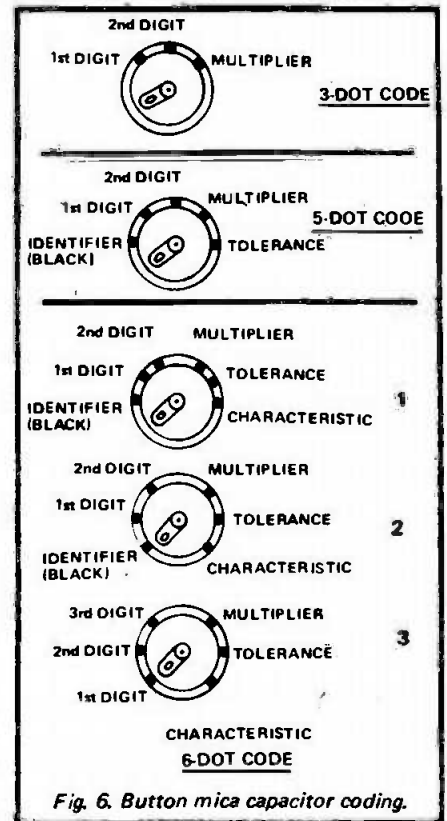 2nd DIGIT
1st DIGIT MULTIPLIER
3-DOT CODE
2nd DIGIT
1st DIGIT MULTIPLIER
5-DOT COOE
IDENTIFIER (BLACK) TOLERANCE
2nd DIGIT MULTIPLIER
1st DIGIT TOLERANCE
1
IDENTIFIER (BLACK) CHARACTERISTIC
2nd DIGIT MULTIPLIER
1st DIGIT TOLERANCE
2
IDENTIFIER (BLACK) CHARACTERISTIC
3rd DIGIT MULTIPLIER
3
2nd DIGIT TOLERANCE
1st DIGIT
CHARACTERISTIC
6-DOT CODE
Fig. 6. Button mica capacitor coding.